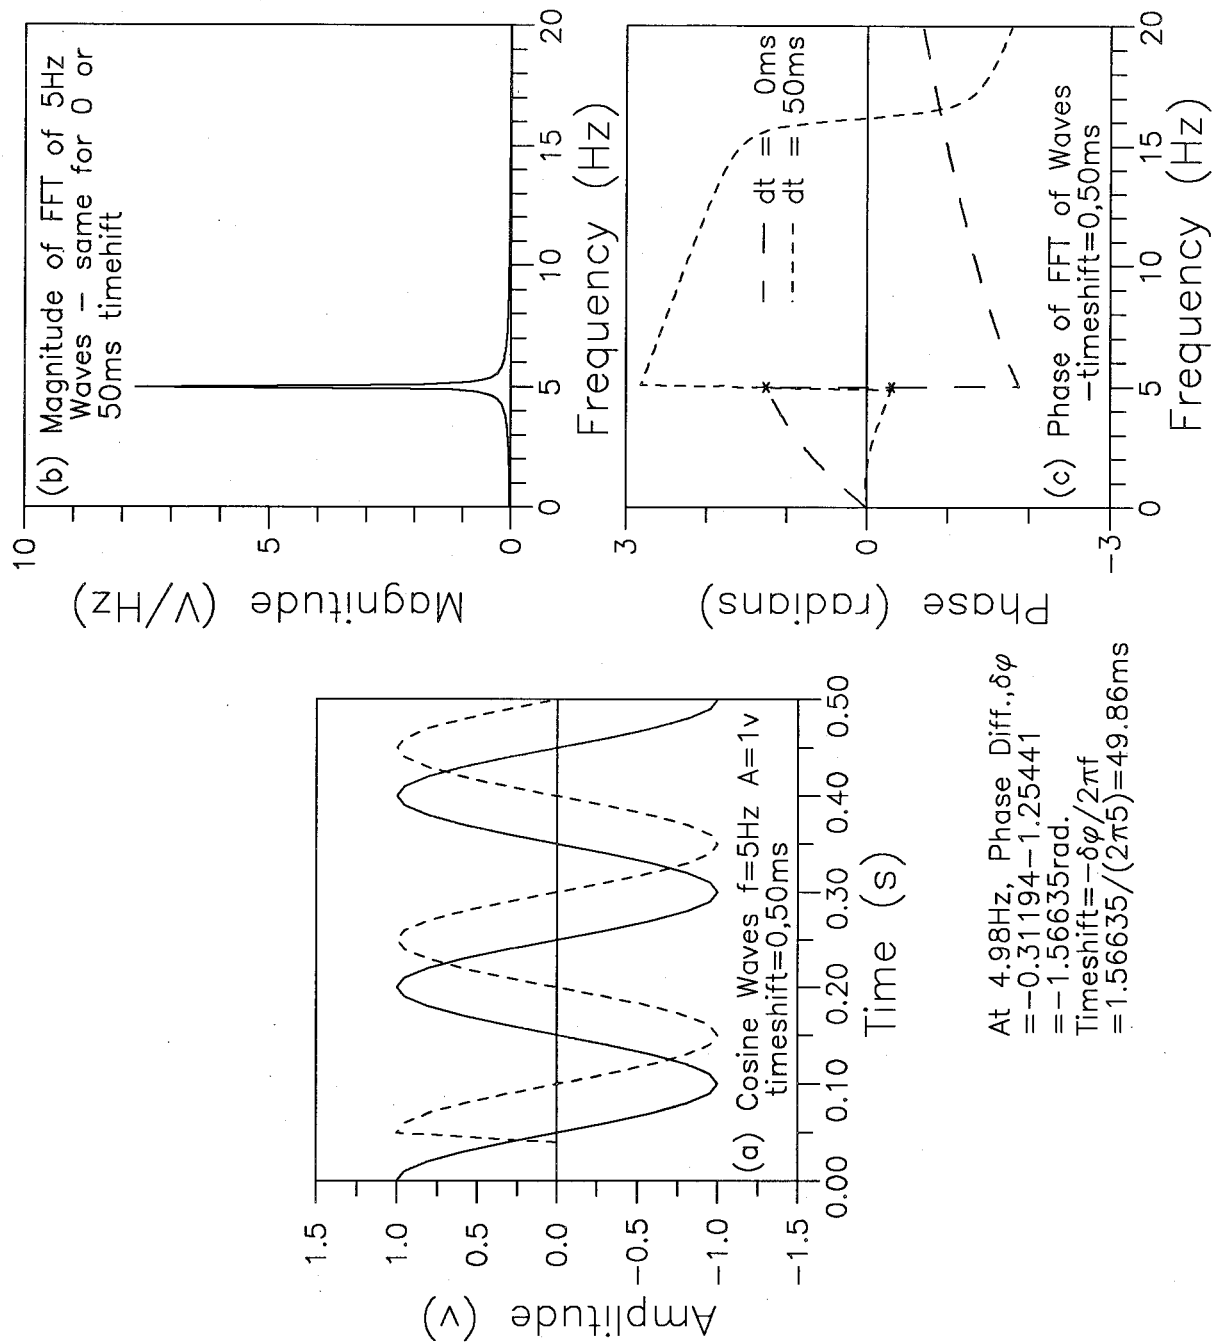 (a) Cosine Waves f=5Hz A=1v
timeshift=0,50ms
Amplitude (v)
1.5
1.0
0.5
0.0
-0.5
-1.0
-1.5
0.00
0.10
0.20
0.30
0.40
0.50
Time (s)
At 4.98Hz, Phase Diff.,δφ
=-0.31194-1.25441
=-1.56635rad.
Timeshift=-δφ/2πf
=1.56635/(2π5)=49.86ms
(b) Magnitude of FFT of 5Hz
Waves - same for 0 or
50ms timehift
Magnitude (V/Hz)
10
5
0
0
5
10
15
20
Frequency (Hz)
dt = 0ms
dt = 50ms
(c) Phase of FFT of Waves
-timeshift=0,50ms
Phase (radians)
3
0
-3
0
5
10
15
20
Frequency (Hz)